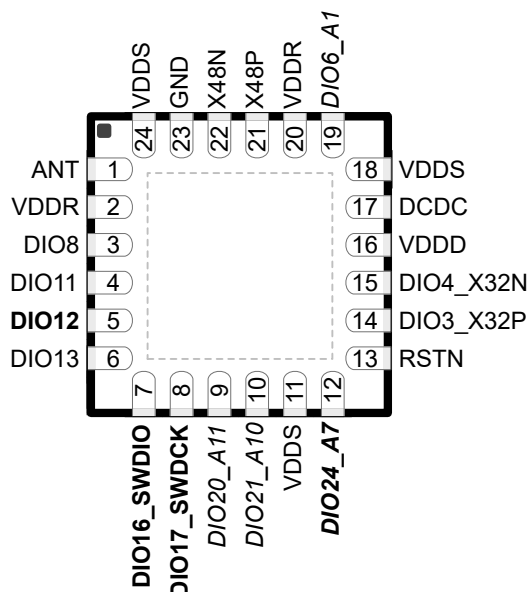 VDDS
GND
X48N
X48P
VDDR
DIO6_A1
24
23
22
21
20
19
ANT 1
VDDR 2
DIO8 3
DIO11 4
DIO12 5
DIO13 6
18 VDDS
17 DCDC
16 VDDD
15 DIO4_X32N
14 DIO3_X32P
13 RSTN
7
8
9
10
11
12
DIO16_SWDIO
DIO17_SWDCK
DIO20_A11
DIO21_A10
VDDS
DIO24_A7